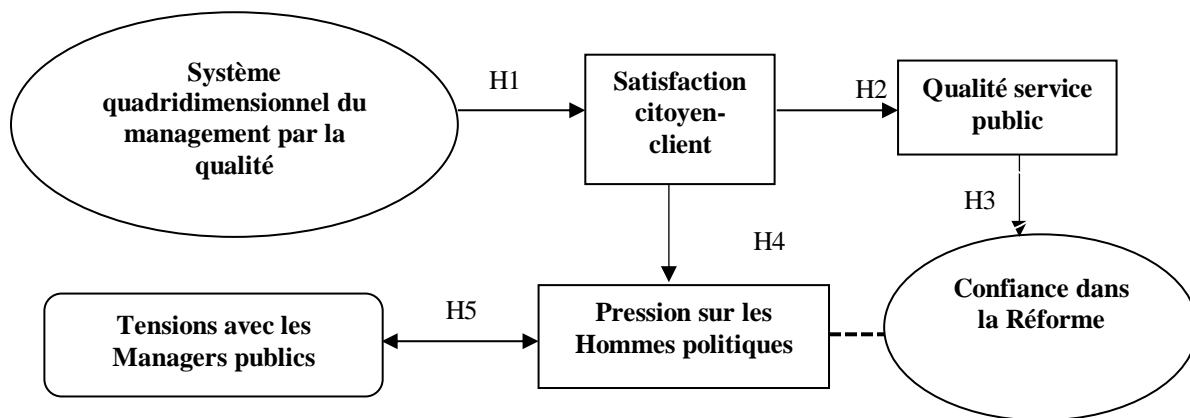 Système
quadridimensionnel du
management par la
qualité
H1
Satisfaction
citoyen-
client
H2
Qualité service
public
H3
H4
Confiance dans
la Réforme
Tensions avec les
Managers publics
H5
Pression sur les
Hommes politiques